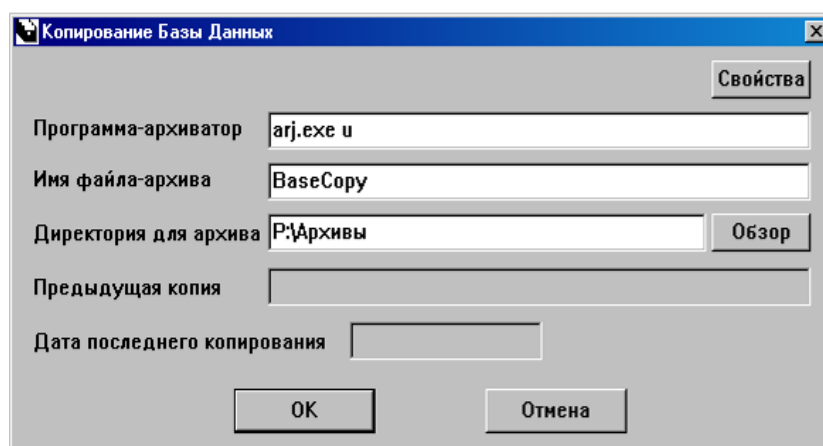 Копирование Базы Данных
Свойства
Программа-архиватор arj.exe u
Имя файла-архива BaseCopy
Директория для архива P:\Архивы Обзор
Предыдущая копия
Дата последнего копирования
OK Отмена